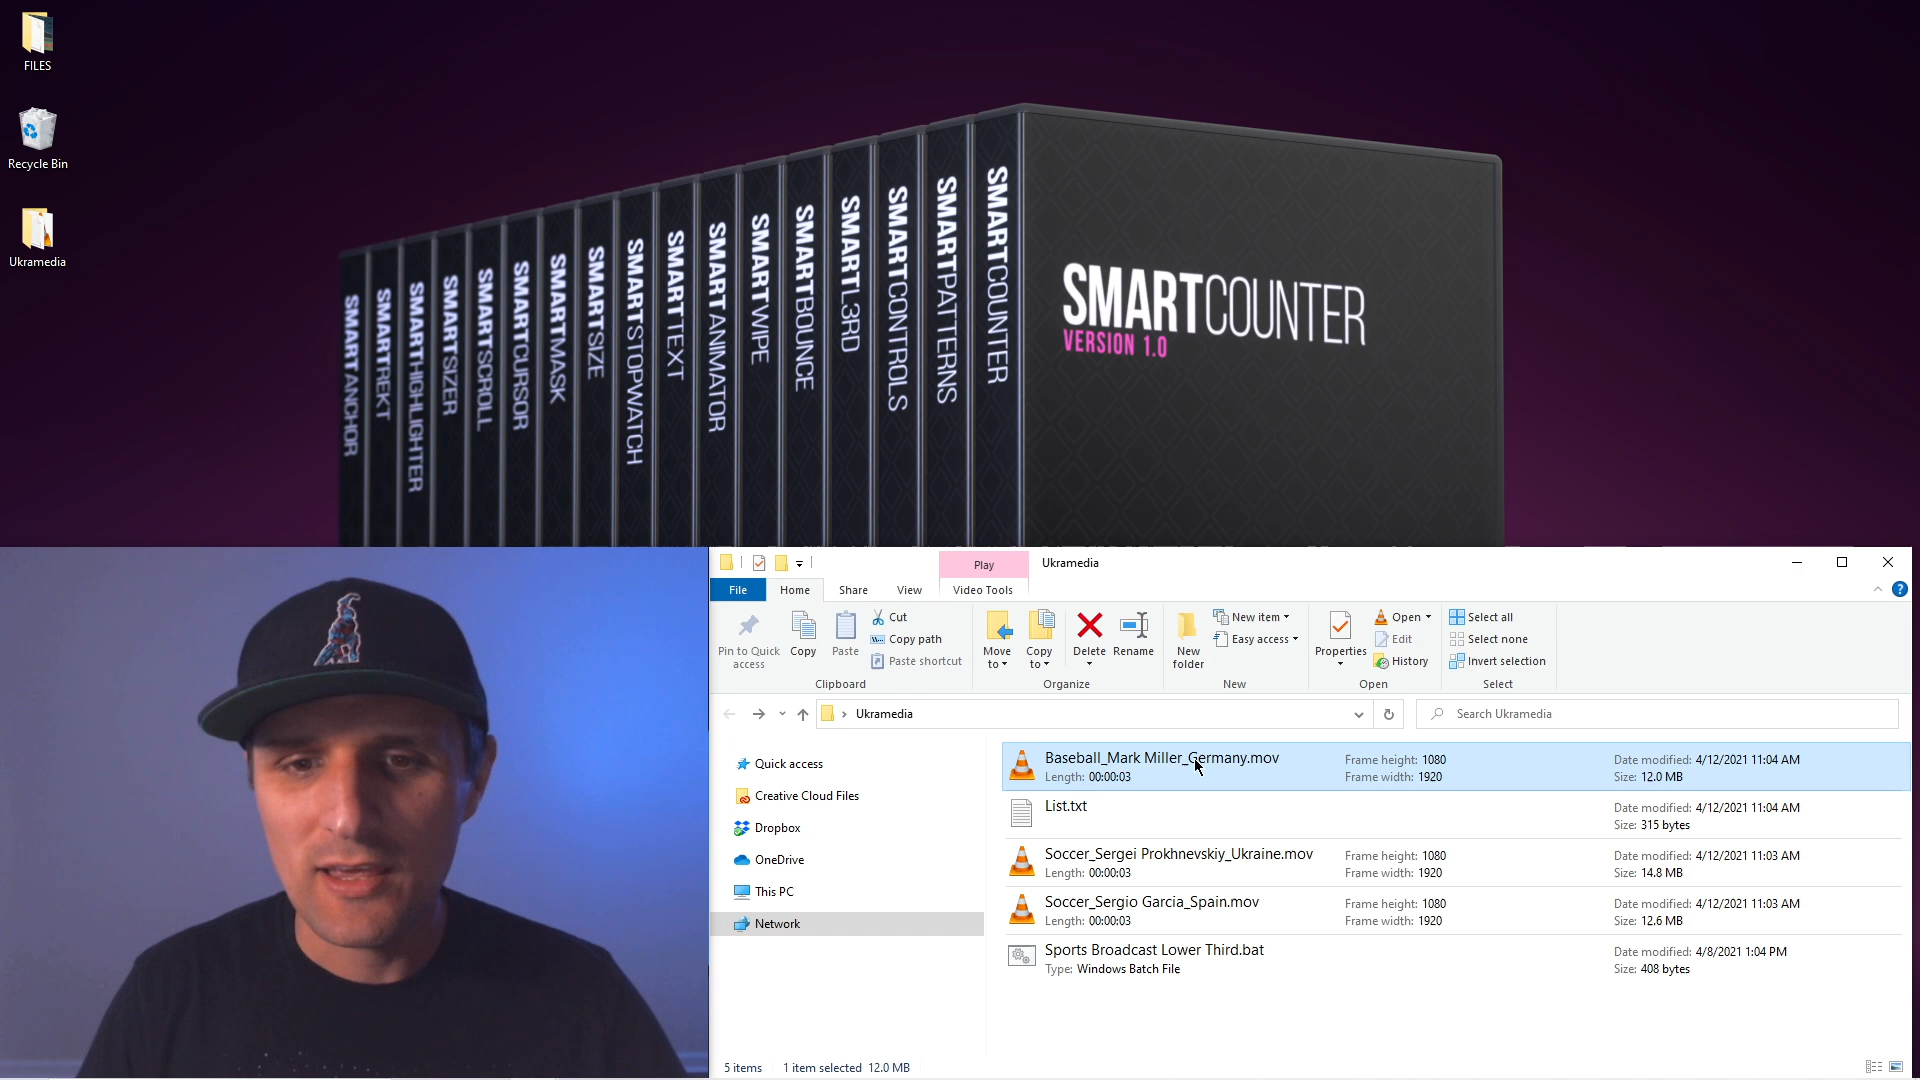 FILES
Recycle Bin
Ukramedia
SMARTANCHOR
SMARTREKT
SMARTHIGHLIGHTER
SMARTSIZER
SMARTSCROLL
SMARTCURSOR
SMARTMASK
SMARTSIZE
SMARTSTOPWATCH
SMARTTEXT
SMARTANIMATOR
SMARTWIPE
SMARTBOUNCE
SMARTL3RD
SMARTCONTROLS
SMARTPATTERNS
SMARTCOUNTER
SMARTCOUNTER
VERSION 1.0
Play
Ukramedia
File
Home
Share
View
Video Tools
Pin to Quick
access
Copy
Paste
Cut
Copy path
Paste shortcut
Clipboard
Move
to
Copy
to
Delete
Rename
Organize
New
folder
New item
Easy access
New
Properties
Open
Edit
History
Open
Select all
Select none
Invert selection
Select
Ukramedia
Search Ukramedia
Quick access
Creative Cloud Files
Dropbox
OneDrive
This PC
Network
Baseball_Mark Miller_Germany.mov
Length: 00:00:03
Frame height: 1080
Frame width: 1920
Date modified: 4/12/2021 11:04 AM
Size: 12.0 MB
List.txt
Date modified: 4/12/2021 11:04 AM
Size: 315 bytes
Soccer_Sergei Prokhnevskiy_Ukraine.mov
Length: 00:00:03
Frame height: 1080
Frame width: 1920
Date modified: 4/12/2021 11:03 AM
Size: 14.8 MB
Soccer_Sergio Garcia_Spain.mov
Length: 00:00:03
Frame height: 1080
Frame width: 1920
Date modified: 4/12/2021 11:03 AM
Size: 12.6 MB
Sports Broadcast Lower Third.bat
Type: Windows Batch File
Date modified: 4/8/2021 1:04 PM
Size: 408 bytes
5 items
1 item selected 12.0 MB